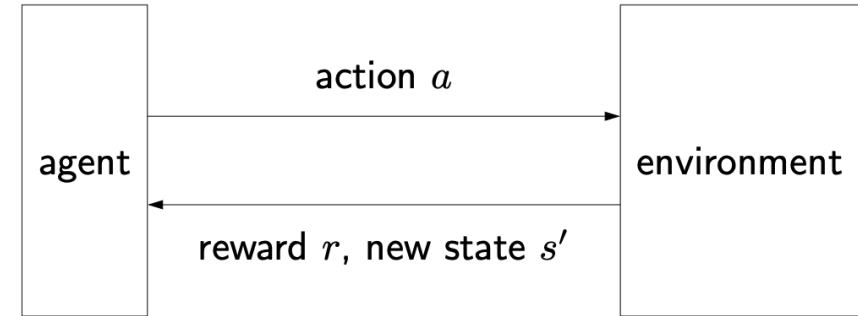 action a
agent
environment
reward r, new state s′